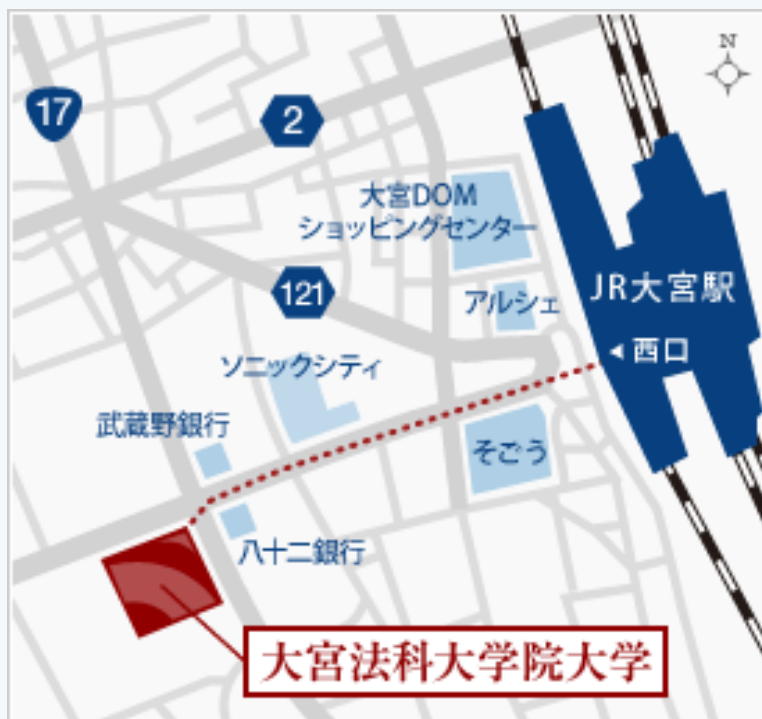 N
17
2
大宮DOM
ショッピングセンター
JR大宮駅
121
アルシェ
◀西口
ソニックシティ
武蔵野銀行
そごう
八十二銀行
大宮法科大学院大学